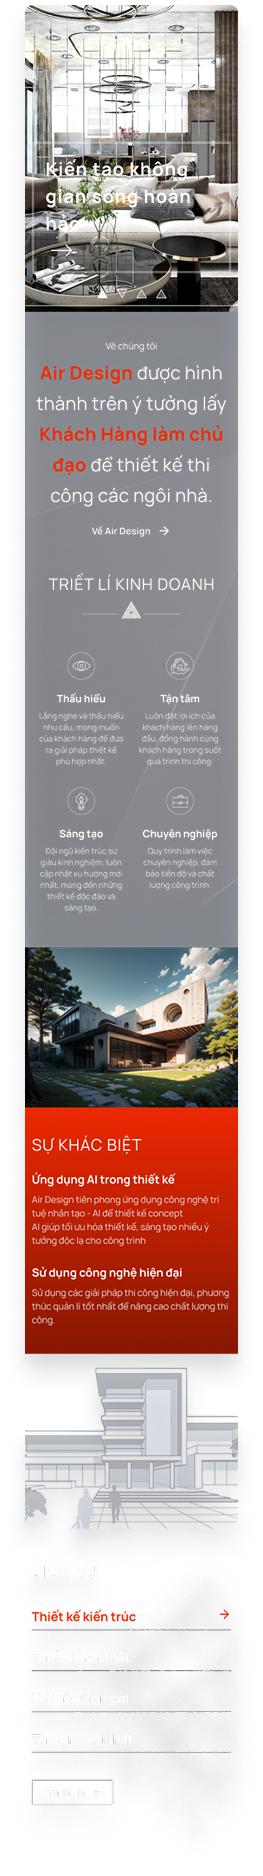 Kiến tạo không
gian sống hoàn
hảo
Về chúng tôi
Air Design được hình
thành trên ý tưởng lấy
Khách Hàng làm chủ
đạo để thiết kế thi
công các ngôi nhà.
Về Air Design →
TRIẾT LÍ KINH DOANH
Thấu hiểu
Lắng nghe và thấu hiểu
nhu cầu, mong muốn
của khách hàng để đưa
ra giải pháp thiết kế
phù hợp nhất.
Tận tâm
Luôn đặt lợi ích của
khách hàng lên hàng
đầu, đồng hành cùng
khách hàng trong suốt
quá trình thi công.
Sáng tạo
Đội ngũ kiến trúc sư
giàu kinh nghiệm, luôn
cập nhật xu hướng mới
nhất, mang đến những
thiết kế độc đáo và
sáng tạo.
Chuyên nghiệp
Quy trình làm việc
chuyên nghiệp, đảm
bảo tiến độ và chất
lượng công trình.
SỰ KHÁC BIỆT
Ứng dụng AI trong thiết kế
Air Design tiên phong ứng dụng công nghệ trí
tuệ nhân tạo - AI để thiết kế concept
AI giúp tối ưu hóa thiết kế, sáng tạo nhiều ý
tưởng độc lạ cho công trình
Sử dụng công nghệ hiện đại
Sử dụng các giải pháp thi công hiện đại, phương
thức quản lí tốt nhất để nâng cao chất lượng thi
công.
Thiết kế kiến trúc →